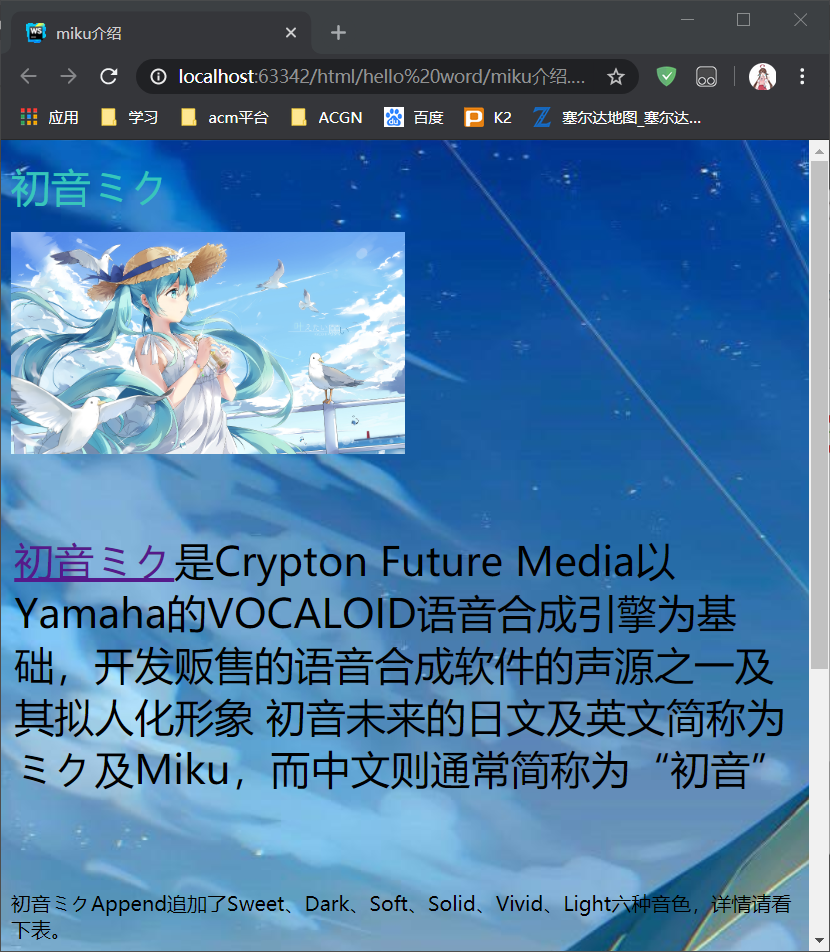 miku介绍
localhost:63342/html/hello%20word/miku介绍....
应用 学习 acm平台 ACGN 百度 K2 塞尔达地图_塞尔达...
初音ミク
初音ミク是Crypton Future Media以
Yamaha的VOCALOID语音合成引擎为基
础，开发贩售的语音合成软件的声源之一及
其拟人化形象 初音未来的日文及英文简称为
ミク及Miku，而中文则通常简称为“初音”
初音ミクAppend追加了Sweet、Dark、Soft、Solid、Vivid、Light六种音色，详情请看
下表。